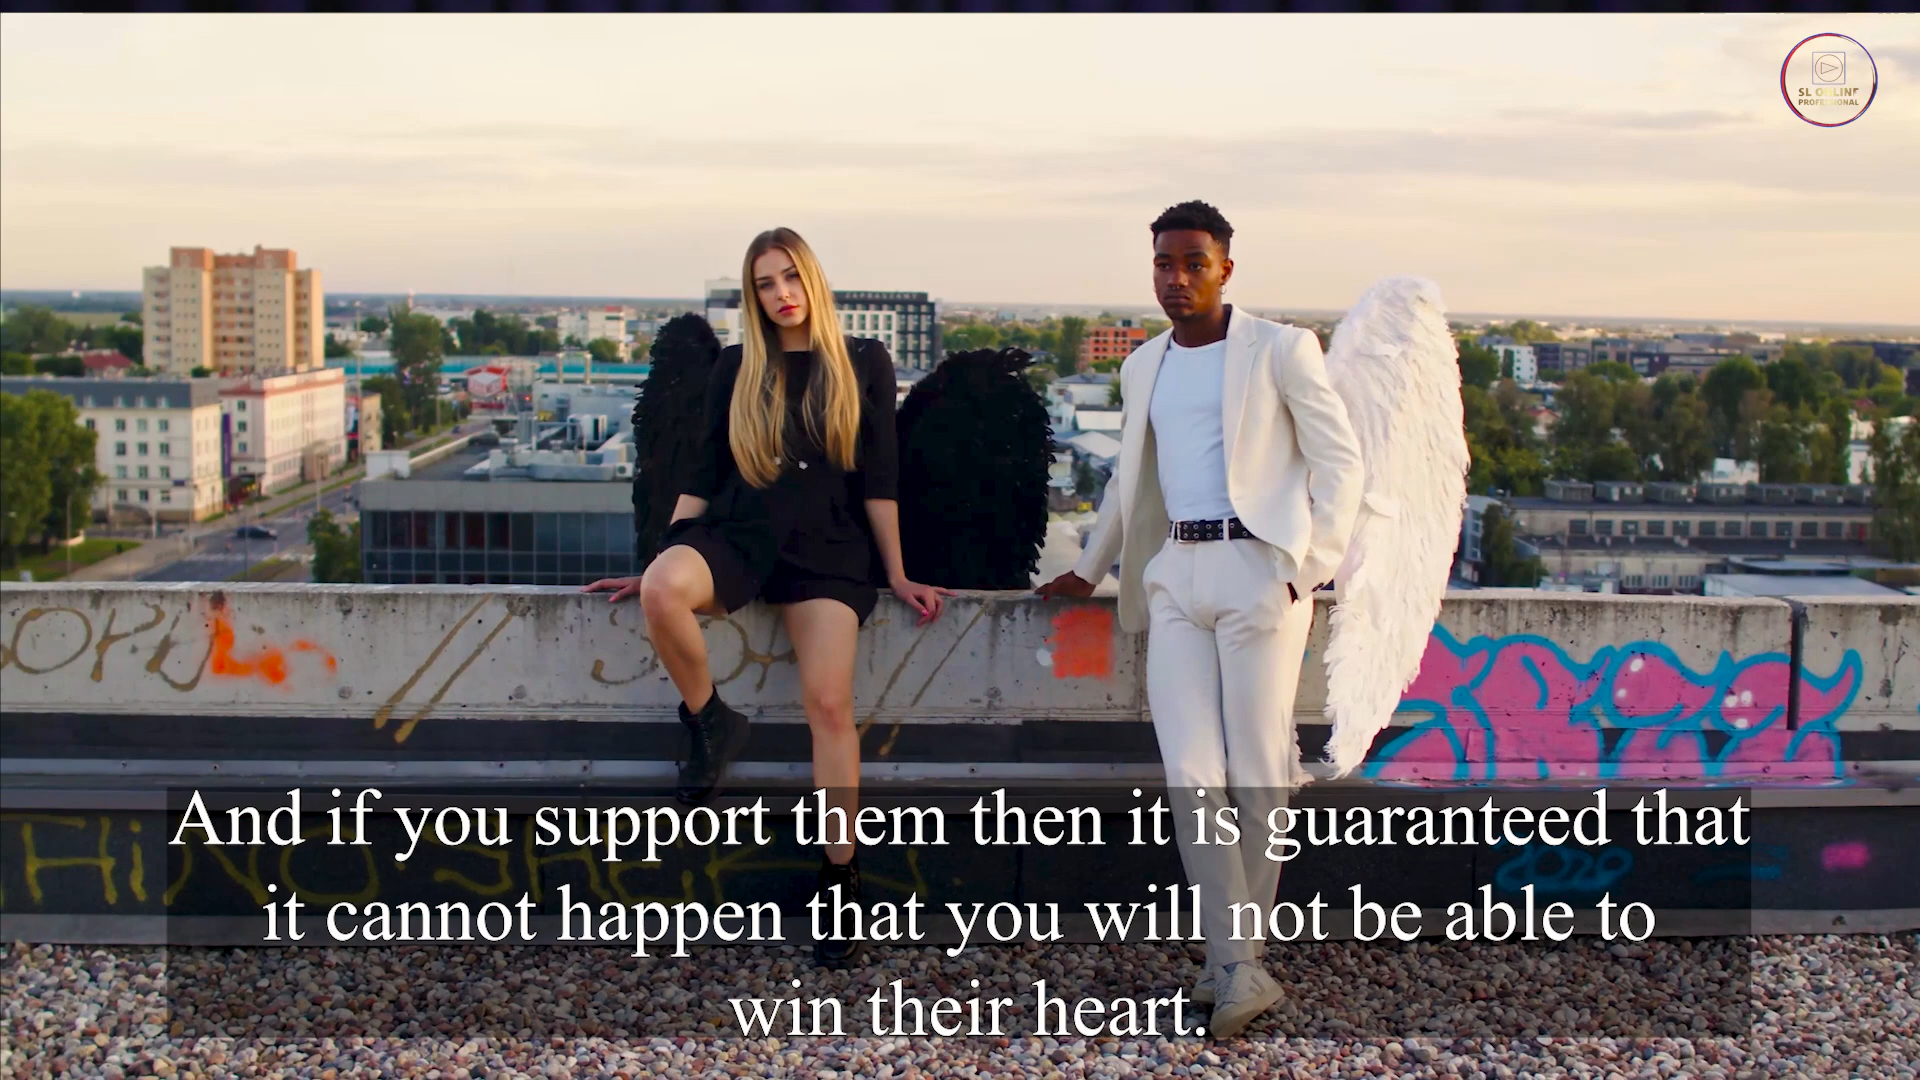 SL ONLINE
PROFESSIONAL
2020
And if you support them then it is guaranteed that
it cannot happen that you will not be able to
win their heart.